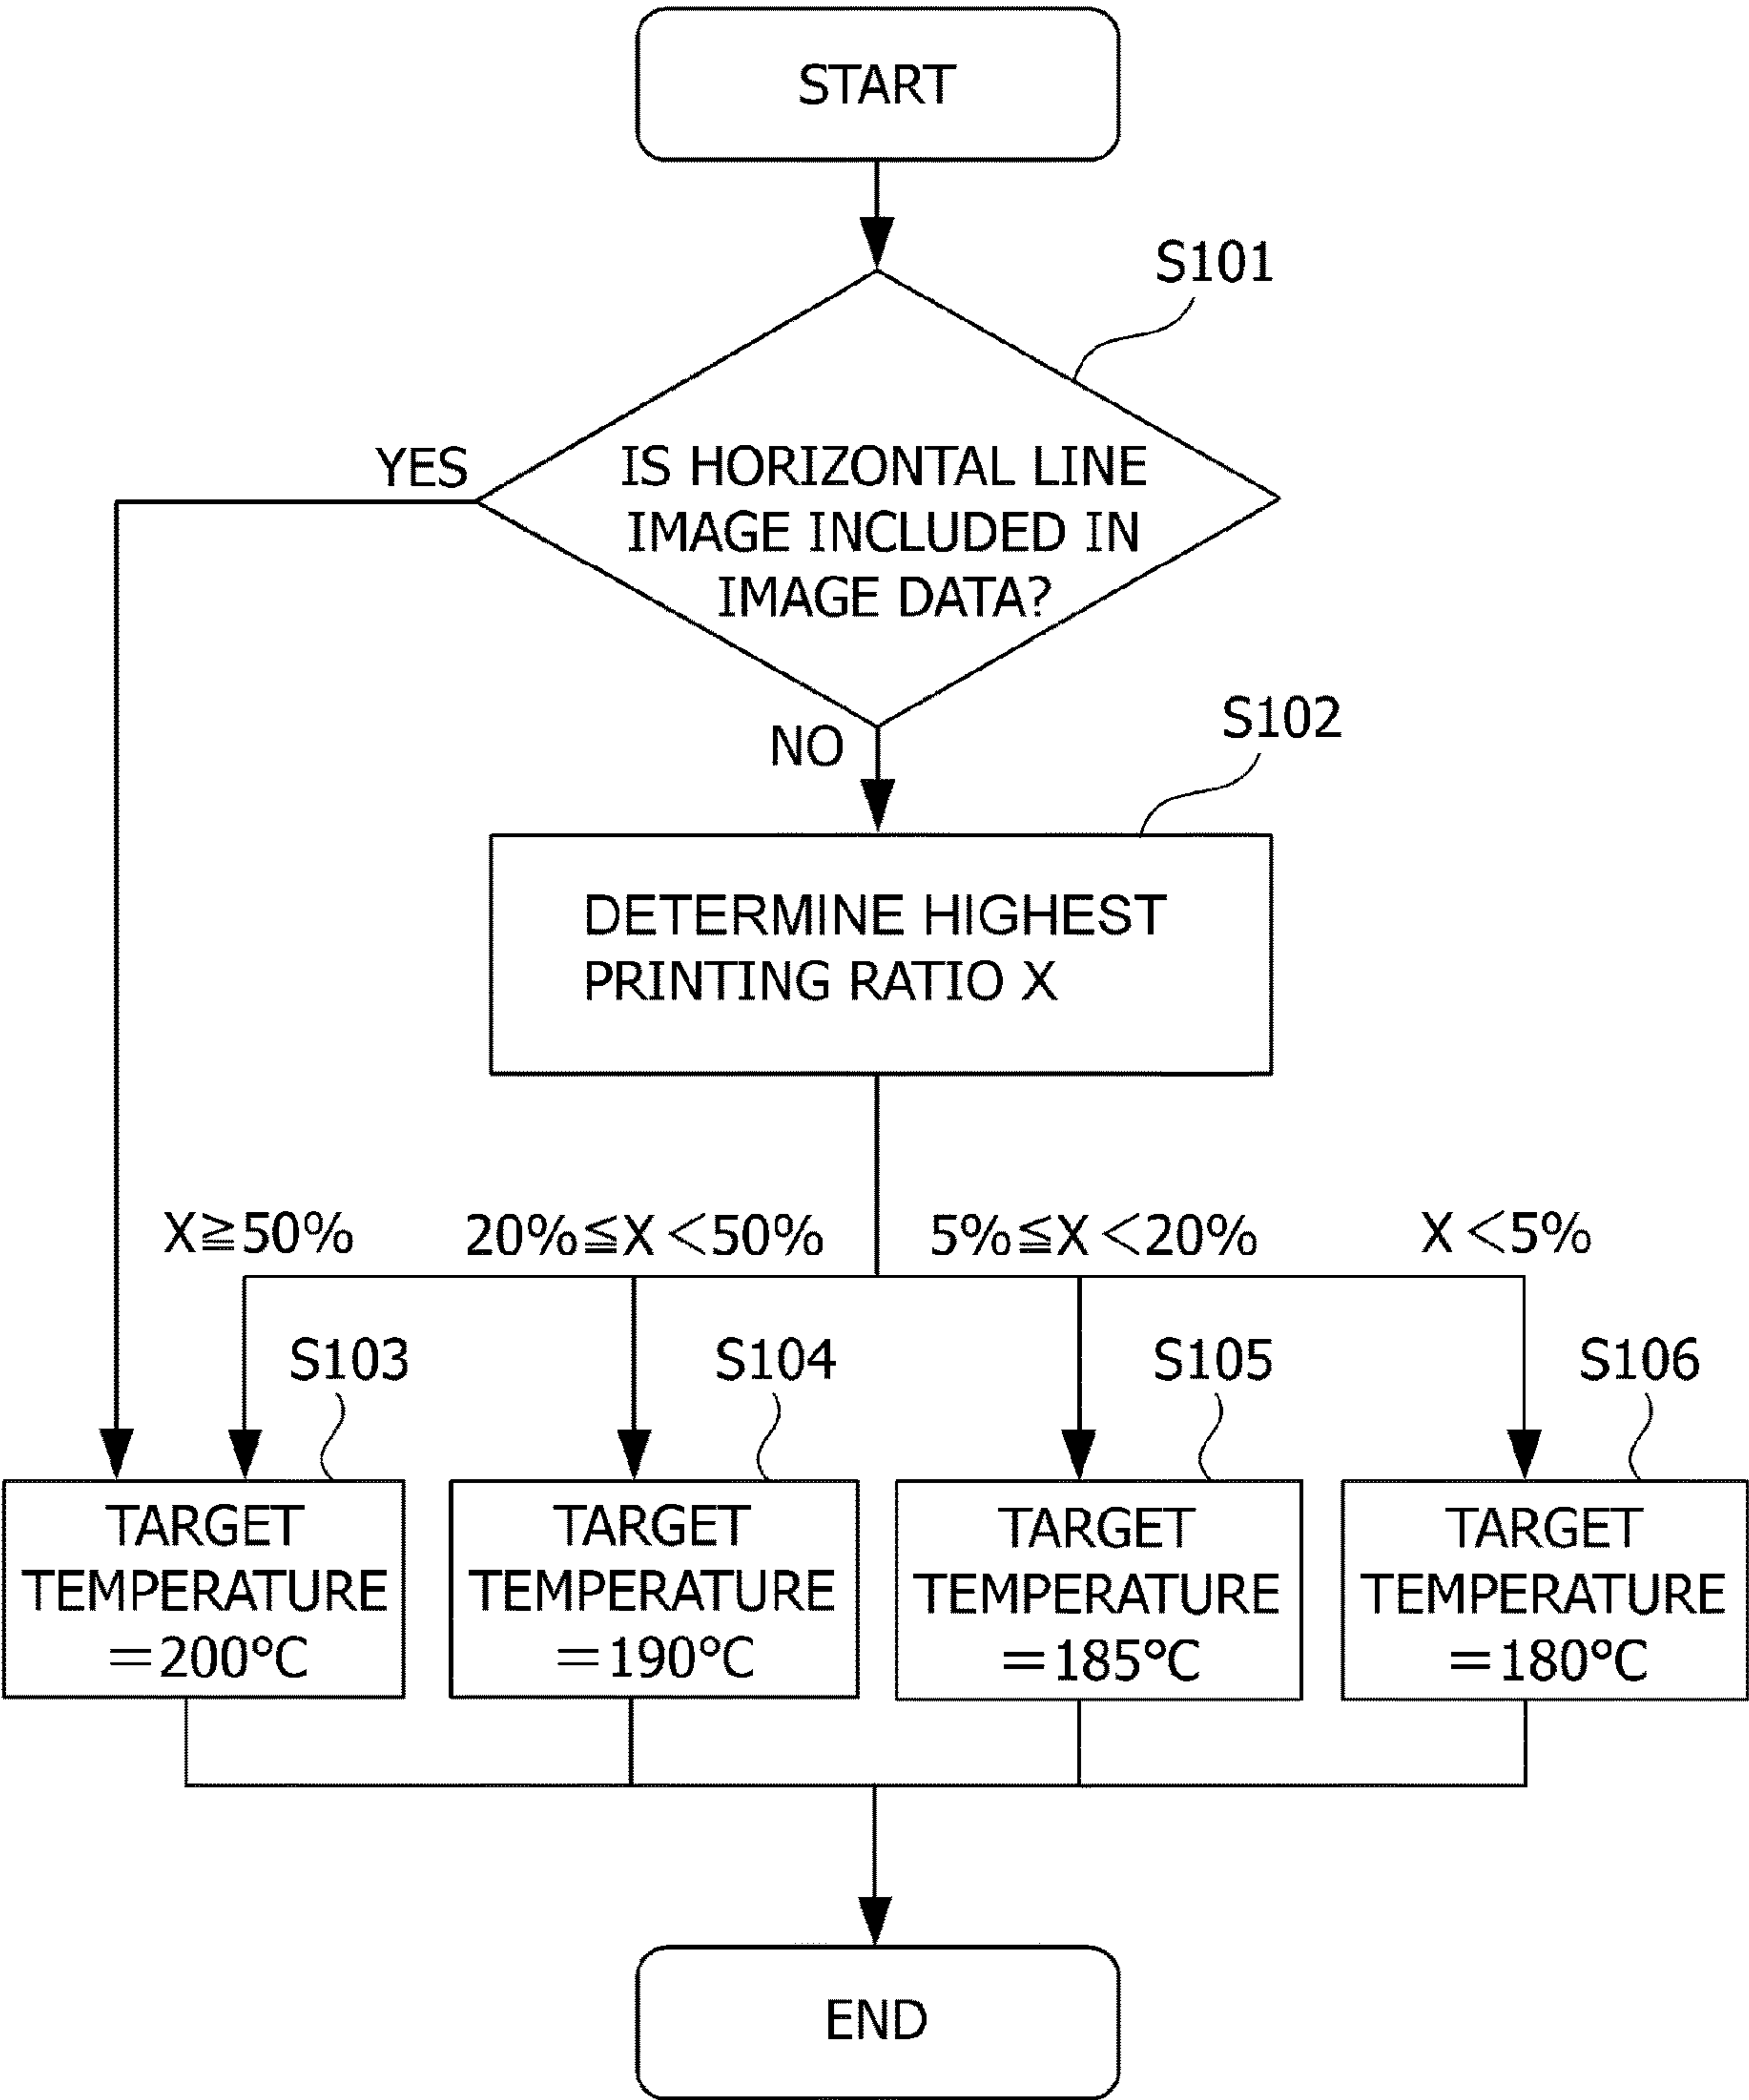 START
S101
YES
IS HORIZONTAL LINE
IMAGE INCLUDED IN
IMAGE DATA?
NO
S102
DETERMINE HIGHEST
PRINTING RATIO X
X≧50%
20%≦X<50%
5%≦X<20%
X<5%
S103
S104
S105
S106
TARGET
TEMPERATURE
=200°C
TARGET
TEMPERATURE
=190°C
TARGET
TEMPERATURE
=185°C
TARGET
TEMPERATURE
=180°C
END